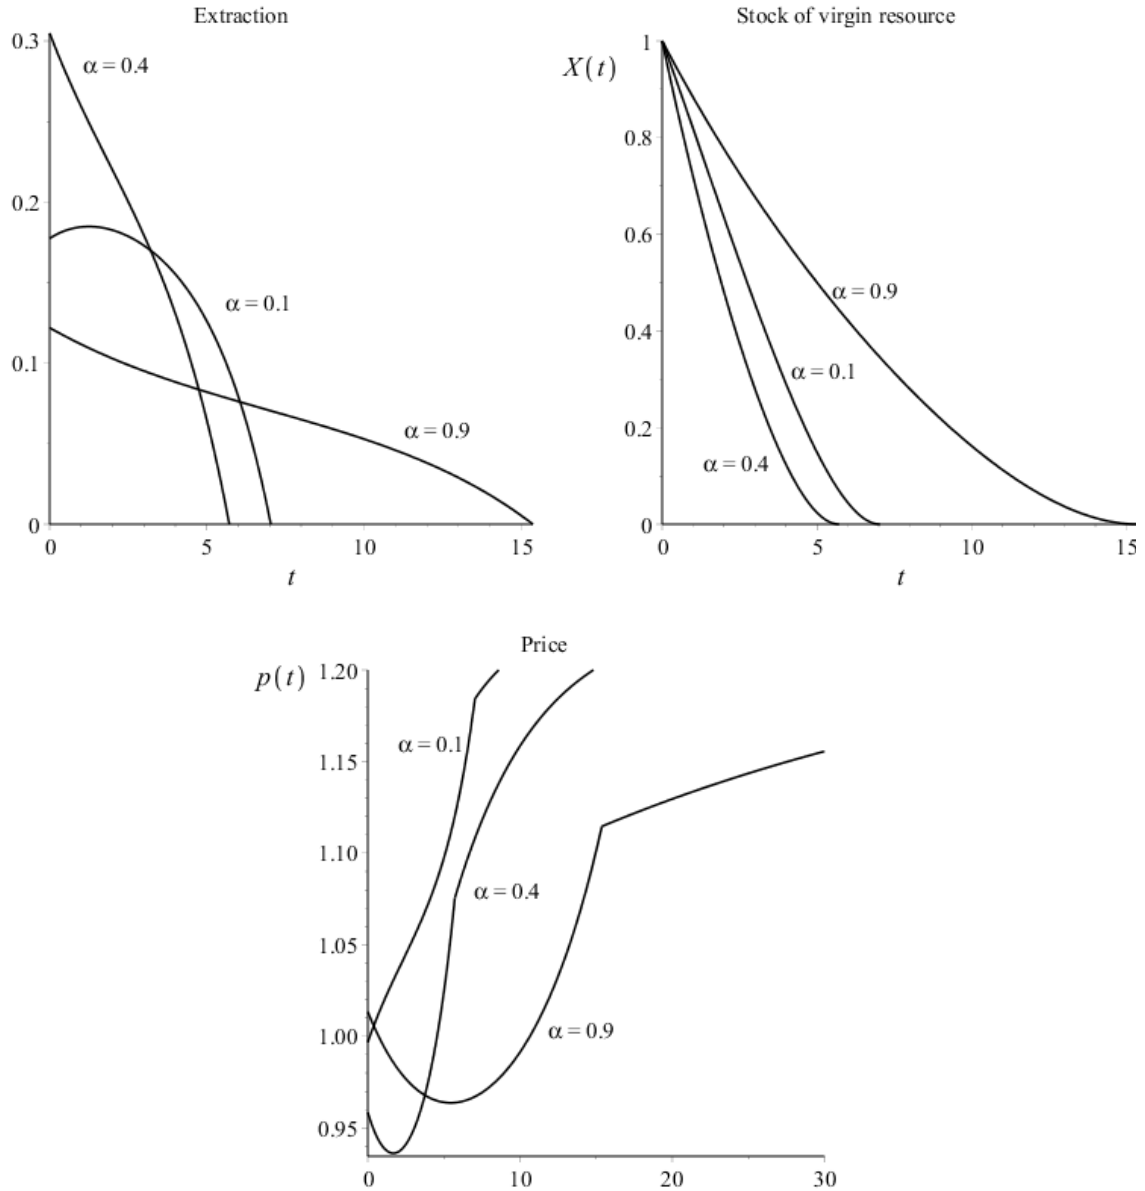 Extraction
0.3
α = 0.4
0.2
α = 0.1
0.1
α = 0.9
0
0 5 10 15
t
Stock of virgin resource
X(t)
1
0.8
0.6
α = 0.9
0.4
α = 0.1
0.2
α = 0.4
0
0 5 10 15
t
Price
p(t)
1.20
α = 0.1
1.15
1.10
α = 0.4
1.05
1.00
α = 0.9
0.95
0 10 20 30